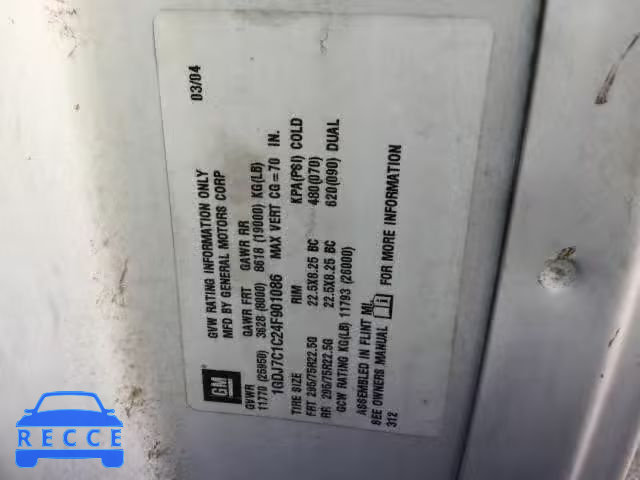 03/04
GVW RATING INFORMATION ONLY
MFD BY GENERAL MOTORS CORP
GM
GVWR GAWR FRT GAWR RR
11770 (25950) 3628 (8000) 8618 (19000) KG(LB)
1GDJ7C1C24F901086 MAX VERT CG=70 IN.
TIRE SIZE RIM KPA(PSI) COLD
FRT 295/75R22.5G 22.5X8.25 BC 480(070)
RR 295/75R22.5G 22.5X8.25 BC 620(090) DUAL
GCW RATING KG(LB) 11793 (26000)
ASSEMBLED IN FLINT MI.
SEE OWNERS MANUAL FOR MORE INFORMATION
312
RECCE